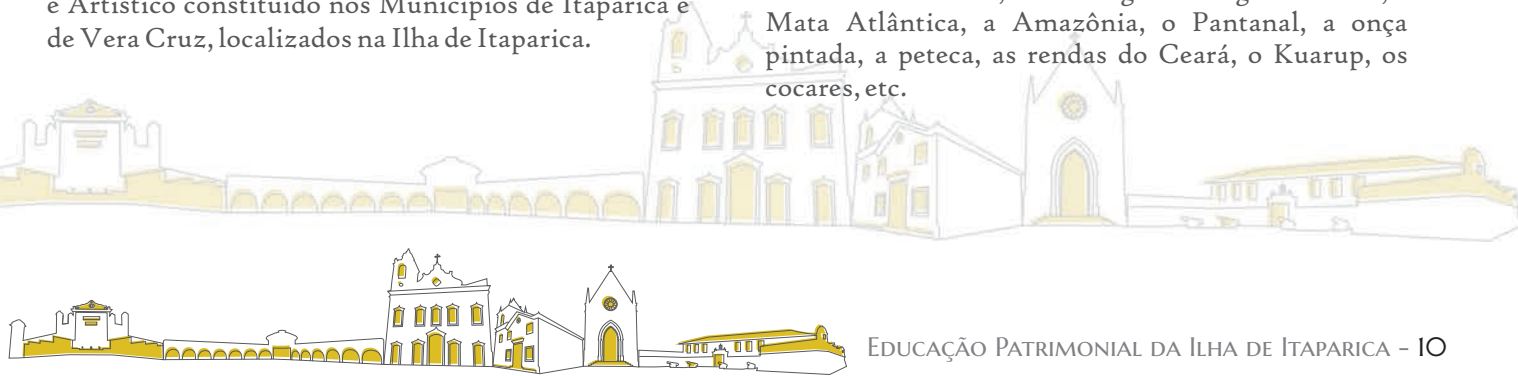 e Artístico constituído nos Municípios de Itaparica e
de Vera Cruz, localizados na Ilha de Itaparica.
Mata Atlântica, a Amazônia, o Pantanal, a onça
pintada, a peteca, as rendas do Ceará, o Kuarup, os
cocares, etc.
Educação Patrimonial da Ilha de Itaparica - 10